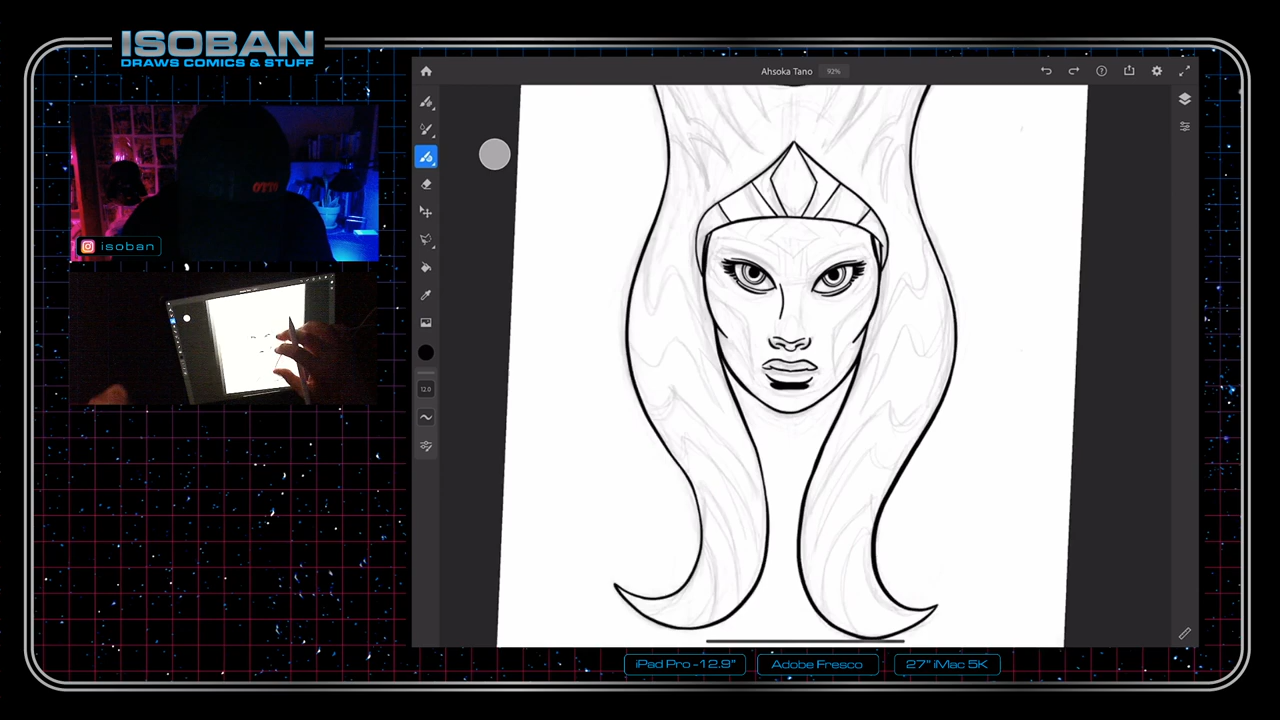 ISOBAN
DRAWS COMICS & STUFF
Ahsoka Tano
92%
OTTO
isoban
12.0
iPad Pro -12.9"
Adobe Fresco
27" iMac 5K